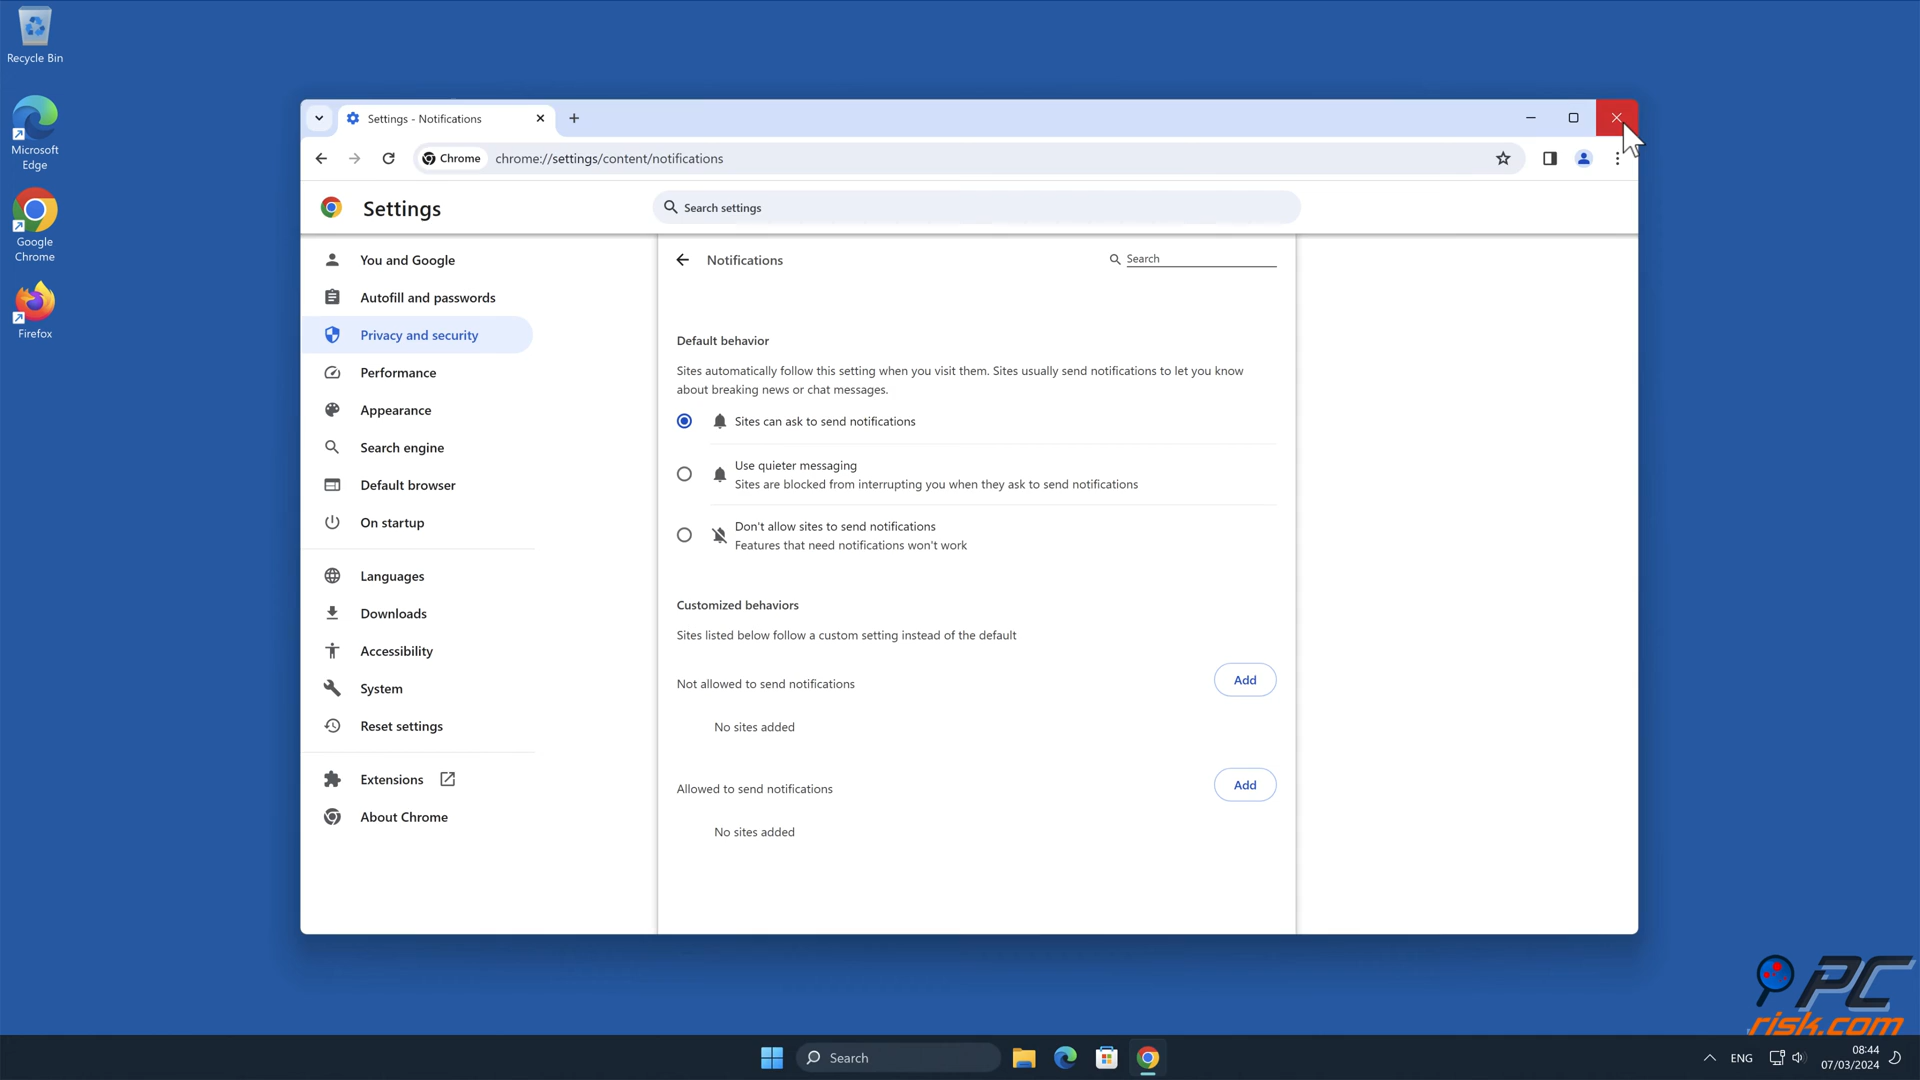 Recycle Bin
Microsoft
Edge
Google
Chrome
Firefox
Settings - Notifications
Chrome
chrome://settings/content/notifications
Settings
Search settings
You and Google
Autofill and passwords
Privacy and security
Performance
Appearance
Search engine
Default browser
On startup
Languages
Downloads
Accessibility
System
Reset settings
Extensions
About Chrome
Notifications
Search
Default behavior
Sites automatically follow this setting when you visit them. Sites usually send notifications to let you know
about breaking news or chat messages.
Sites can ask to send notifications
Use quieter messaging
Sites are blocked from interrupting you when they ask to send notifications
Don't allow sites to send notifications
Features that need notifications won't work
Customized behaviors
Sites listed below follow a custom setting instead of the default
Not allowed to send notifications
Add
No sites added
Allowed to send notifications
Add
No sites added
PC
risk.com
Search
ENG
08:44
07/03/2024